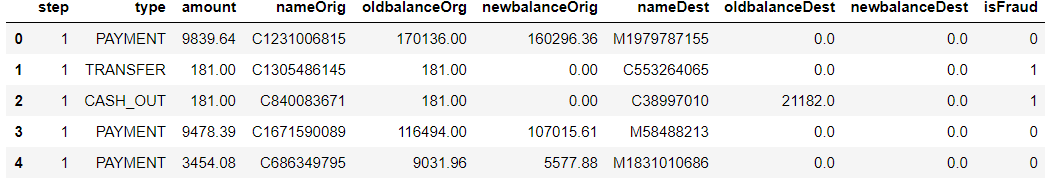 step type amount nameOrig oldbalanceOrg newbalanceOrig nameDest oldbalanceDest newbalanceDest isFraud
0 1 PAYMENT 9839.64 C1231006815 170136.00 160296.36 M1979787155 0.0 0.0 0
1 1 TRANSFER 181.00 C1305486145 181.00 0.00 C553264065 0.0 0.0 1
2 1 CASH_OUT 181.00 C840083671 181.00 0.00 C38997010 21182.0 0.0 1
3 1 PAYMENT 9478.39 C1671590089 116494.00 107015.61 M58488213 0.0 0.0 0
4 1 PAYMENT 3454.08 C686349795 9031.96 5577.88 M1831010686 0.0 0.0 0